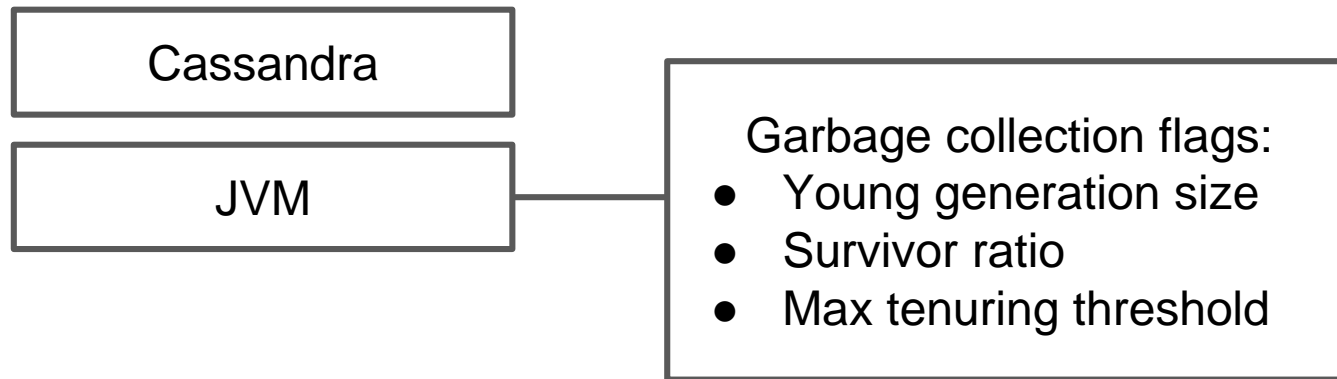 Cassandra
JVM
Garbage collection flags:
● Young generation size
● Survivor ratio
● Max tenuring threshold